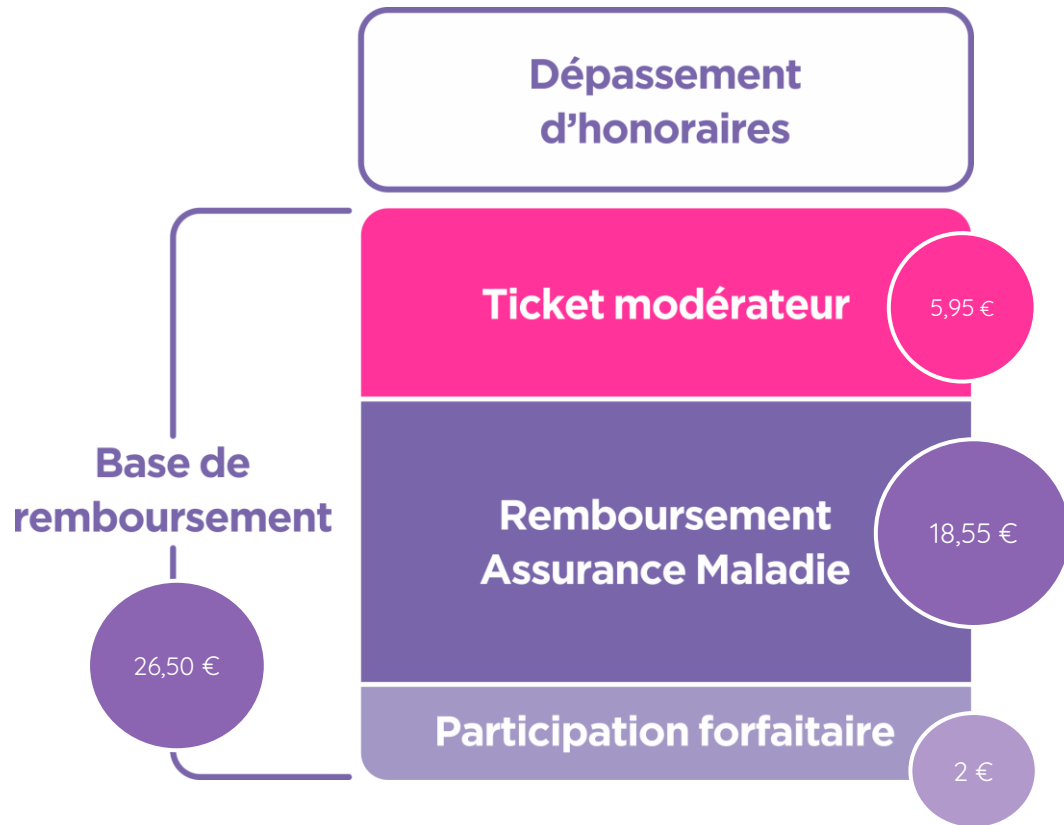 Dépassement
d’honoraires
Ticket modérateur
5,95 €
Base de
remboursement
26,50 €
Remboursement
Assurance Maladie
18,55 €
Participation forfaitaire
2 €